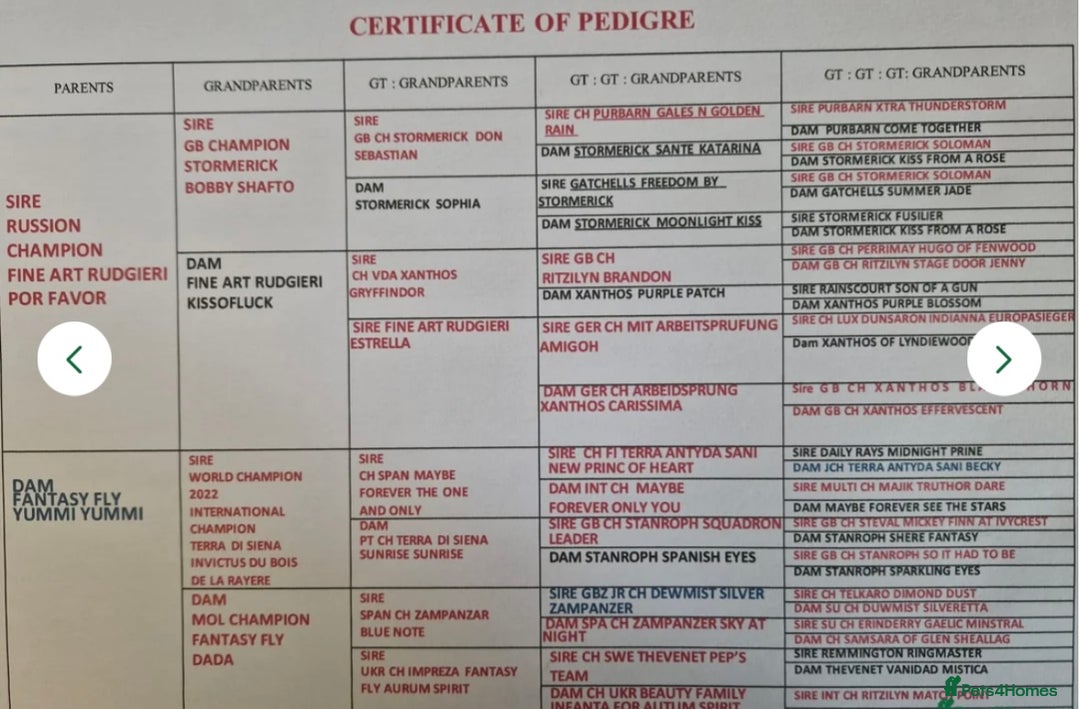 CERTIFICATE OF PEDIGRE
PARENTS
GRANDPARENTS
GT : GRANDPARENTS
GT : GT : GRANDPARENTS
GT : GT : GT: GRANDPARENTS
SIRE
RUSSION
CHAMPION
FINE ART RUDGIERI
POR FAVOR
SIRE
GB CHAMPION
STORMERICK
BOBBY SHAFTO
SIRE
GB CH STORMERICK DON
SEBASTIAN
SIRE CH PURBARN GALES N GOLDEN
RAIN
SIRE PURBARN XTRA THUNDERSTORM
DAM PURBARN COME TOGETHER
DAM STORMERICK SANTE KATARINA
SIRE GB CH STORMERICK SOLOMAN
DAM STORMERICK KISS FROM A ROSE
DAM
STORMERICK SOPHIA
SIRE GATCHELLS FREEDOM BY
STORMERICK
SIRE GB CH STORMERICK SOLOMAN
DAM GATCHELLS SUMMER JADE
DAM STORMERICK MOONLIGHT KISS
SIRE STORMERICK FUSILIER
DAM STORMERICK KISS FROM A ROSE
DAM
FINE ART RUDGIERI
KISSOFLUCK
SIRE
CH VDA XANTHOS
GRYFFINDOR
SIRE GB CH
RITZILYN BRANDON
SIRE GB CH PERRIMAY HUGO OF FENWOOD
DAM GB CH RITZILYN STAGE DOOR JENNY
DAM XANTHOS PURPLE PATCH
SIRE RAINSCOURT SON OF A GUN
DAM XANTHOS PURPLE BLOSSOM
SIRE FINE ART RUDGIERI
ESTRELLA
SIRE GER CH MIT ARBEITSPRUFUNG
AMIGOH
SIRE CH LUX DUNSARON INDIANNA EUROPASIEGER
Dam XANTHOS OF LYNDIEWOOD
DAM GER CH ARBEIDSPRUNG
XANTHOS CARISSIMA
Sire GB CH XANTHOS
DAM GB CH XANTHOS EFFERVESCENT
DAM
FANTASY FLY
YUMMI YUMMI
SIRE
WORLD CHAMPION
2022
INTERNATIONAL
CHAMPION
TERRA DI SIENA
INVICTUS DU BOIS
DE LA RAYERE
SIRE
CH SPAN MAYBE
FOREVER THE ONE
AND ONLY
SIRE CH FI TERRA ANTYDA SANI
NEW PRINC OF HEART
SIRE DAILY RAYS MIDNIGHT PRINE
DAM JCH TERRA ANTYDA SANI BECKY
DAM INT CH MAYBE
FOREVER ONLY YOU
SIRE MULTI CH MAJIK TRUTHOR DARE
DAM MAYBE FOREVER SEE THE STARS
DAM
PT CH TERRA DI SIENA
SUNRISE SUNRISE
SIRE GB CH STANROPH SQUADRON
LEADER
SIRE GB CH STEVAL MICKEY FINN AT IVYCREST
DAM STANROPH SHERE FANTASY
DAM STANROPH SPANISH EYES
SIRE GB CH STANROPH SO IT HAD TO BE
DAM STANROPH SPARKLING EYES
DAM
MOL CHAMPION
FANTASY FLY
DADA
SIRE
SPAN CH ZAMPANZAR
BLUE NOTE
SIRE GBZ JR CH DEWMIST SILVER
ZAMPANZER
SIRE CH TELKARO DIMOND DUST
DAM SU CH DUWMIST SILVERETTA
DAM SPA CH ZAMPANZER SKY AT
NIGHT
SIRE SU CH ERINDERRY GAELIC MINSTRAL
DAM CH SAMSARA OF GLEN SHEALLAG
SIRE
UKR CH IMPREZA FANTASY
FLY AURUM SPIRIT
SIRE CH SWE THEVENET PEP'S
TEAM
SIRE REMMINGTON RINGMASTER
DAM THEVENET VANIDAD MISTICA
DAM CH UKR BEAUTY FAMILY
INFANTA FOR AUTUM SPIRIT
SIRE INT CH RITZILYN MATCH POINT
Pets4Homes